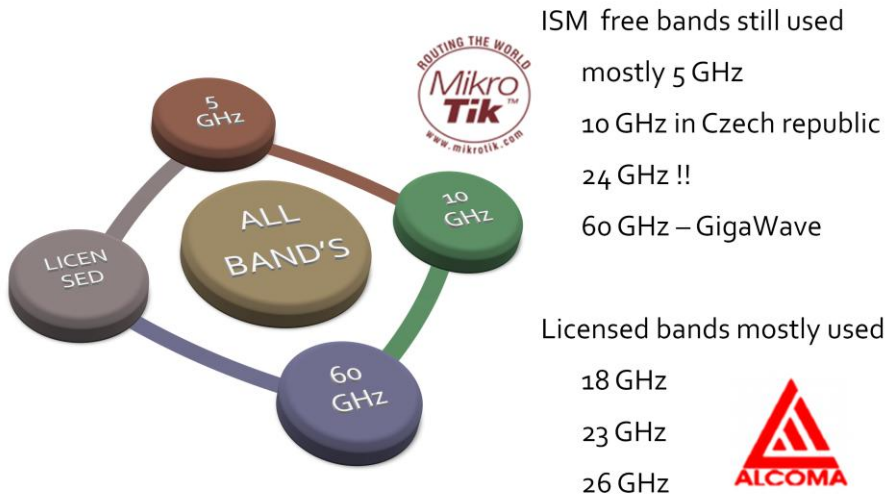 5
GHz
10
GHz
60
GHz
LICEN
SED
ALL
BAND'S
ROUTING THE WORLD
Mikro
Tik™
www.mikrotik.com
ISM free bands still used
mostly 5 GHz
10 GHz in Czech republic
24 GHz !!
60 GHz – GigaWave
Licensed bands mostly used
18 GHz
23 GHz
26 GHz
ALCOMA